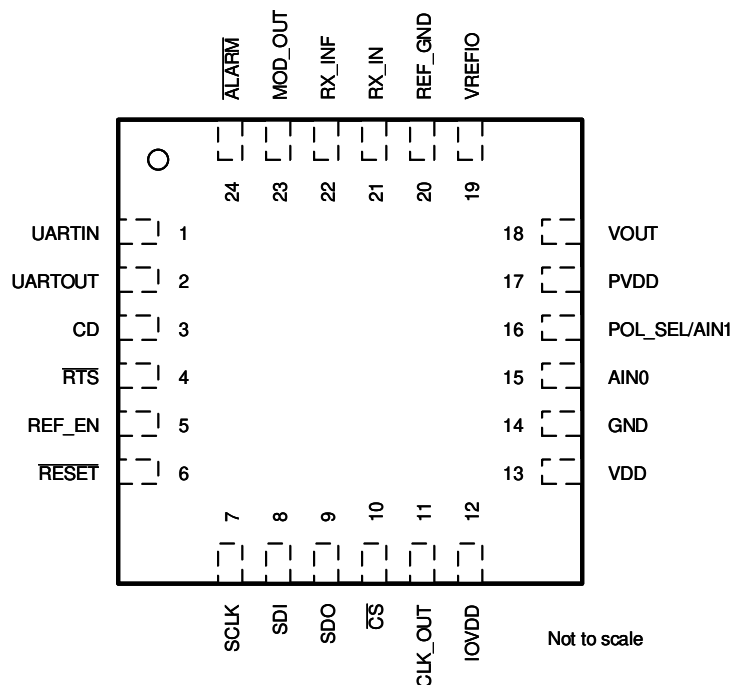 ALARM
MOD_OUT
RX_INF
RX_IN
REF_GND
VREFIO
24
23
22
21
20
19
UARTIN 1
UARTOUT 2
CD 3
RTS 4
REF_EN 5
RESET 6
18 VOUT
17 PVDD
16 POL_SEL/AIN1
15 AIN0
14 GND
13 VDD
7
8
9
10
11
12
SCLK
SDI
SDO
CS
CLK_OUT
IOVDD
Not to scale